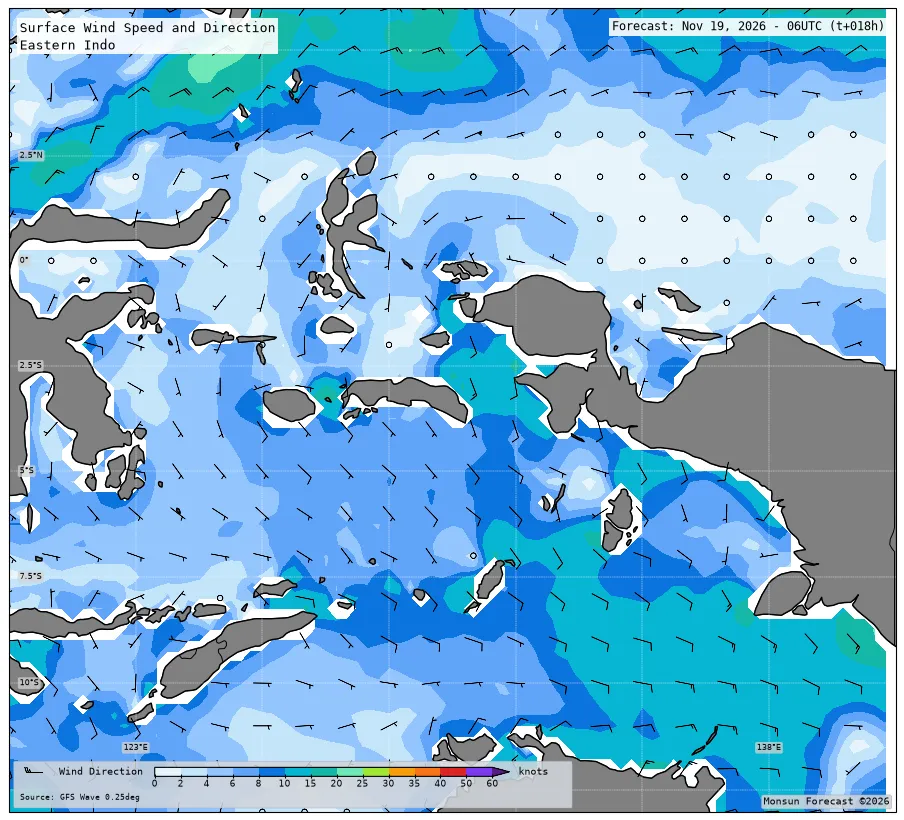 Surface Wind Speed and Direction
Eastern Indo
Forecast: Nov 19, 2026 - 06UTC (t+018h)
2.5°N
0°
2.5°S
5°S
7.5°S
10°S
123°E
138°E
Wind Direction
0 2 4 6 8 10 15 20 25 30 35 40 50 60
knots
Source: GFS Wave 0.25deg
Monsun Forecast ©2026